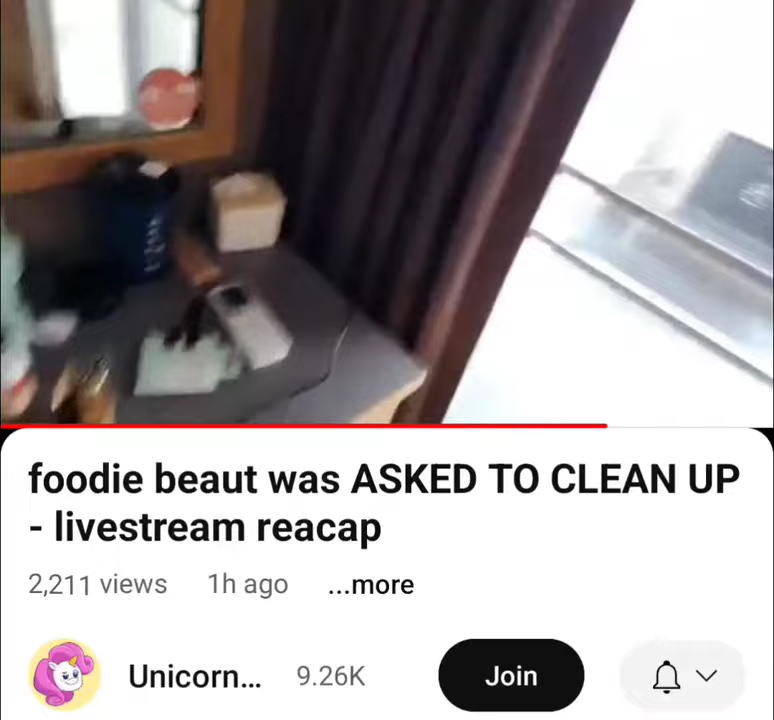 foodie beaut was ASKED TO CLEAN UP
- livestream reacap
2,211 views 1h ago ...more
Unicorn... 9.26K Join